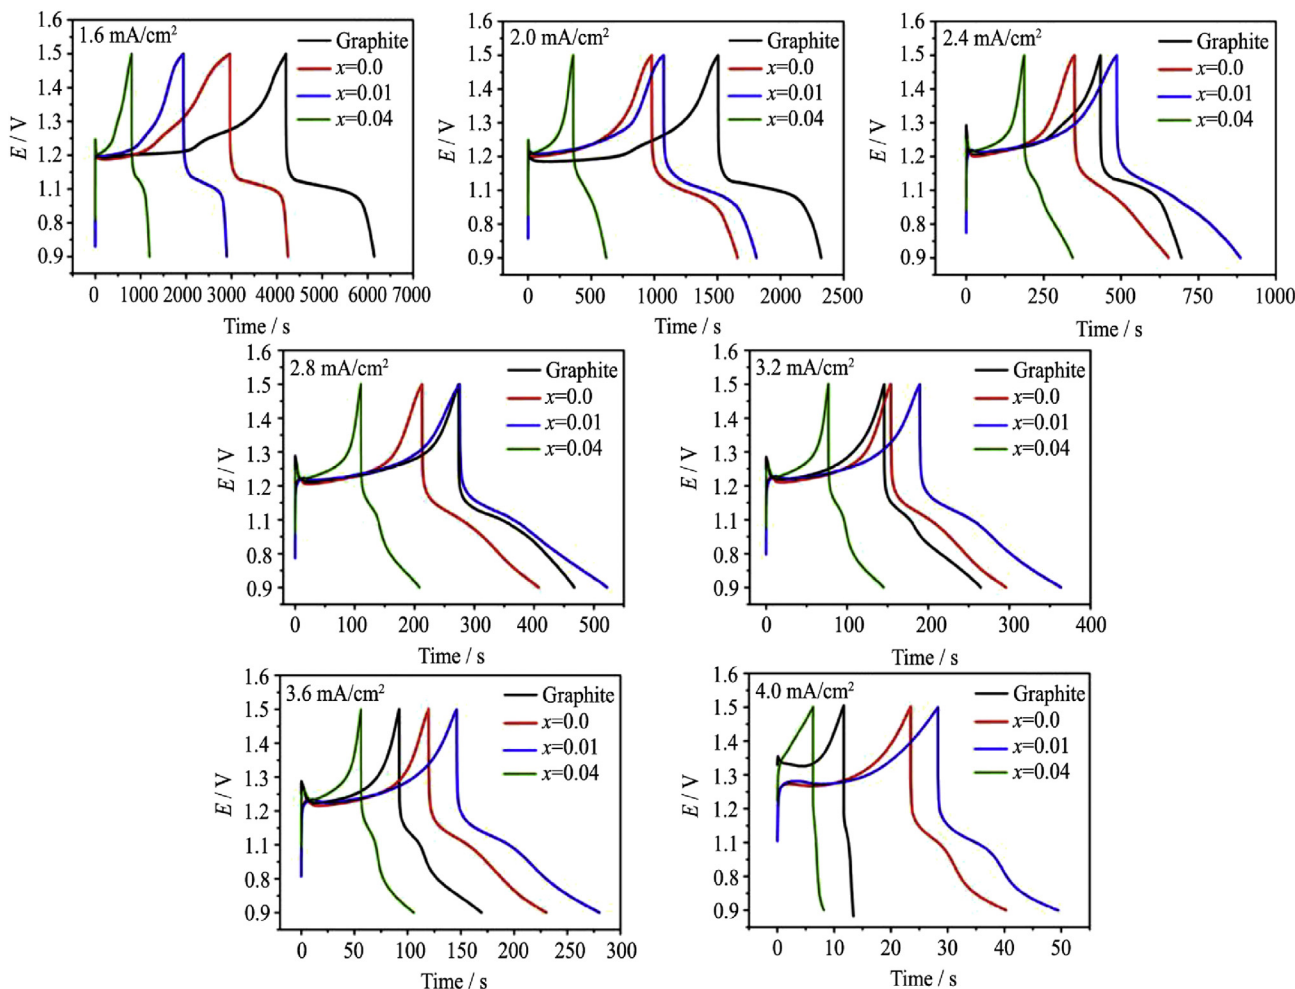 1.6 mA/cm²
Graphite
x=0.0
x=0.01
x=0.04
1.6
1.5
1.4
1.3
1.2
1.1
0.8
0.9
E / V
0 1000 2000 3000 4000 5000 6000 7000
Time / s
2.0 mA/cm²
Graphite
x=0.0
x=0.01
x=0.04
1.6
1.5
1.4
1.3
1.2
1.1
0.8
0.9
E / V
0 500 1000 1500 2000 2500
Time / s
2.4 mA/cm²
Graphite
x=0.0
x=0.01
x=0.04
1.6
1.5
1.4
1.3
1.2
1.1
0.8
0.9
E / V
0 250 500 750 1000
Time / s
2.8 mA/cm²
Graphite
x=0.0
x=0.01
x=0.04
1.6
1.5
1.4
1.3
1.2
1.1
0.8
0.9
E / V
0 100 200 300 400 500
Time / s
3.2 mA/cm²
Graphite
x=0.0
x=0.01
x=0.04
1.6
1.5
1.4
1.3
1.2
1.1
0.8
0.9
E / V
0 100 200 300 400
Time / s
3.6 mA/cm²
Graphite
x=0.0
x=0.01
x=0.04
1.6
1.5
1.4
1.3
1.2
1.1
0.8
0.9
E / V
0 50 100 150 200 250 300
Time / s
4.0 mA/cm²
Graphite
x=0.0
x=0.01
x=0.04
1.6
1.5
1.4
1.3
1.2
1.1
0.8
0.9
E / V
0 10 20 30 40 50
Time / s